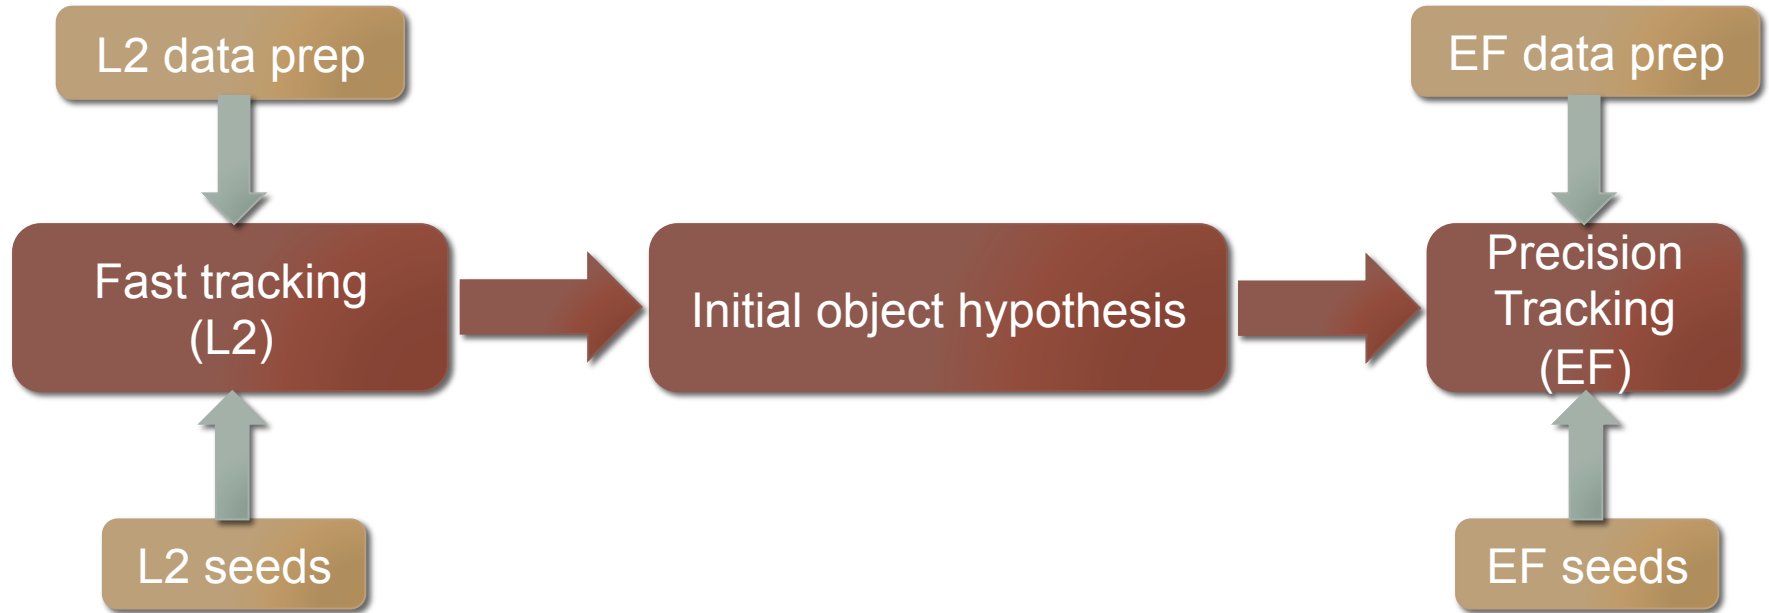 L2 data prep
EF data prep
Fast tracking
(L2)
Initial object hypothesis
Precision
Tracking
(EF)
L2 seeds
EF seeds